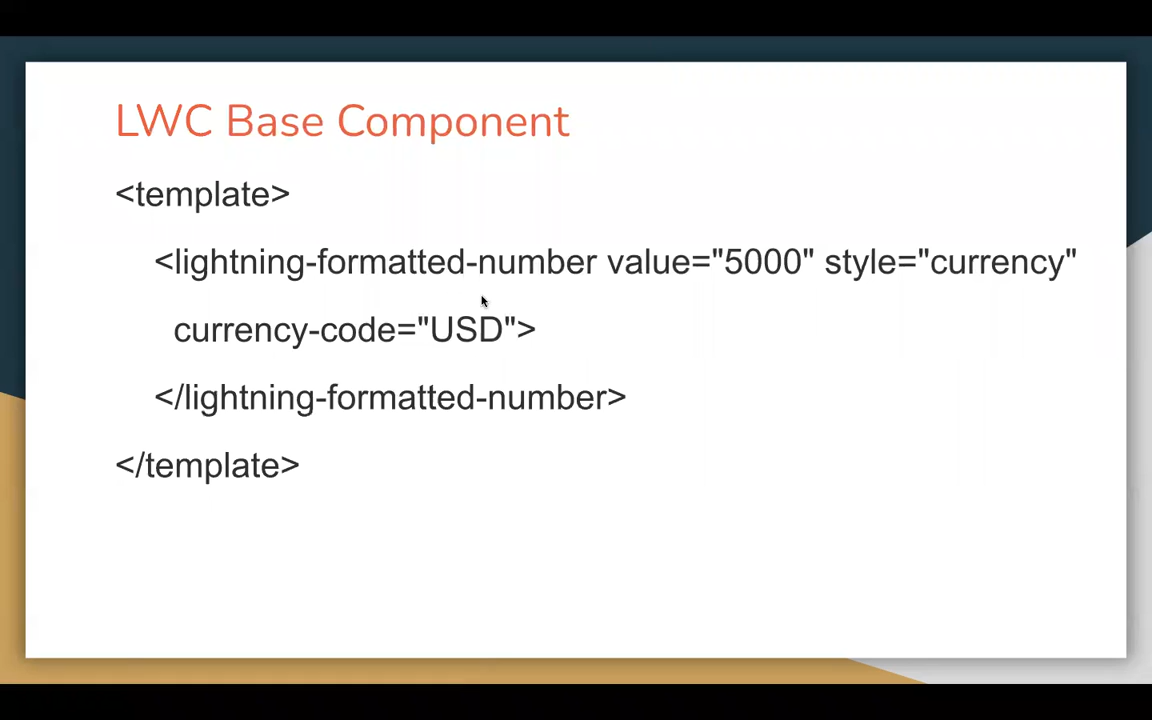 LWC Base Component
<template>
<lightning-formatted-number value="5000" style="currency"
currency-code="USD">
</lightning-formatted-number>
</template>